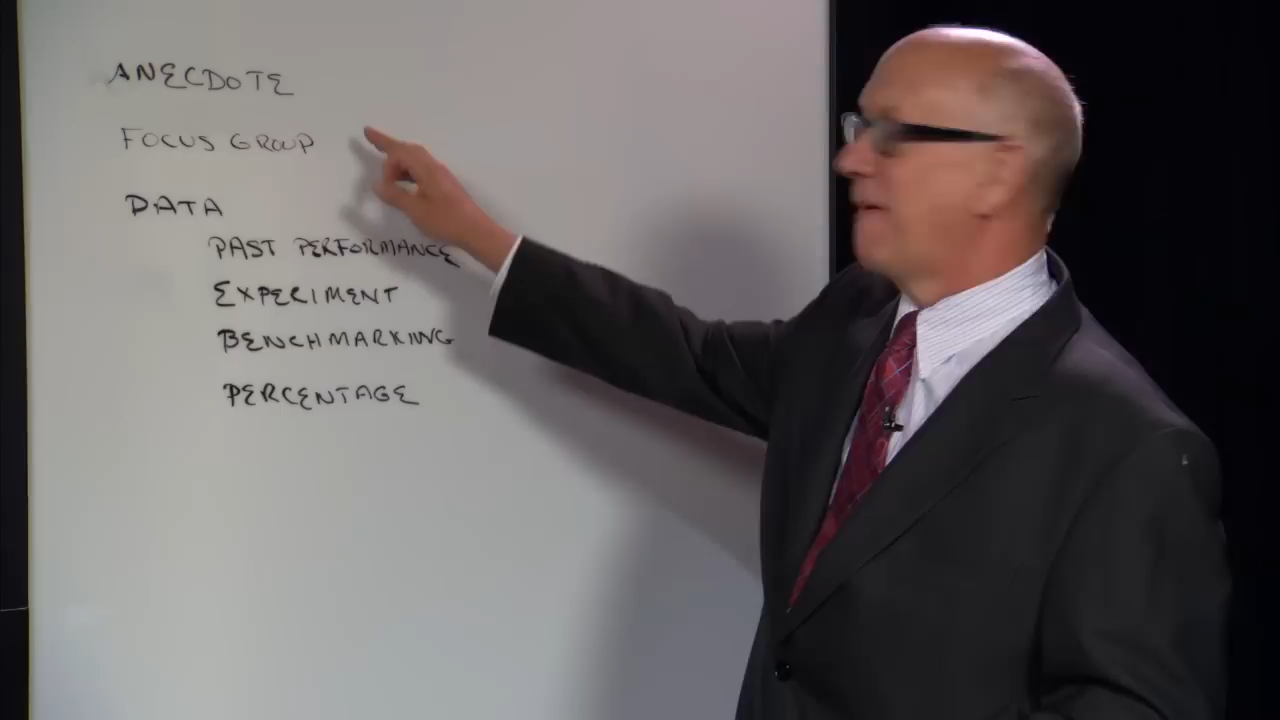 ANECDOTE
FOCUS GROUP
DATA
PAST PERFORMANCE
EXPERIMENT
BENCHMARKING
PERCENTAGE